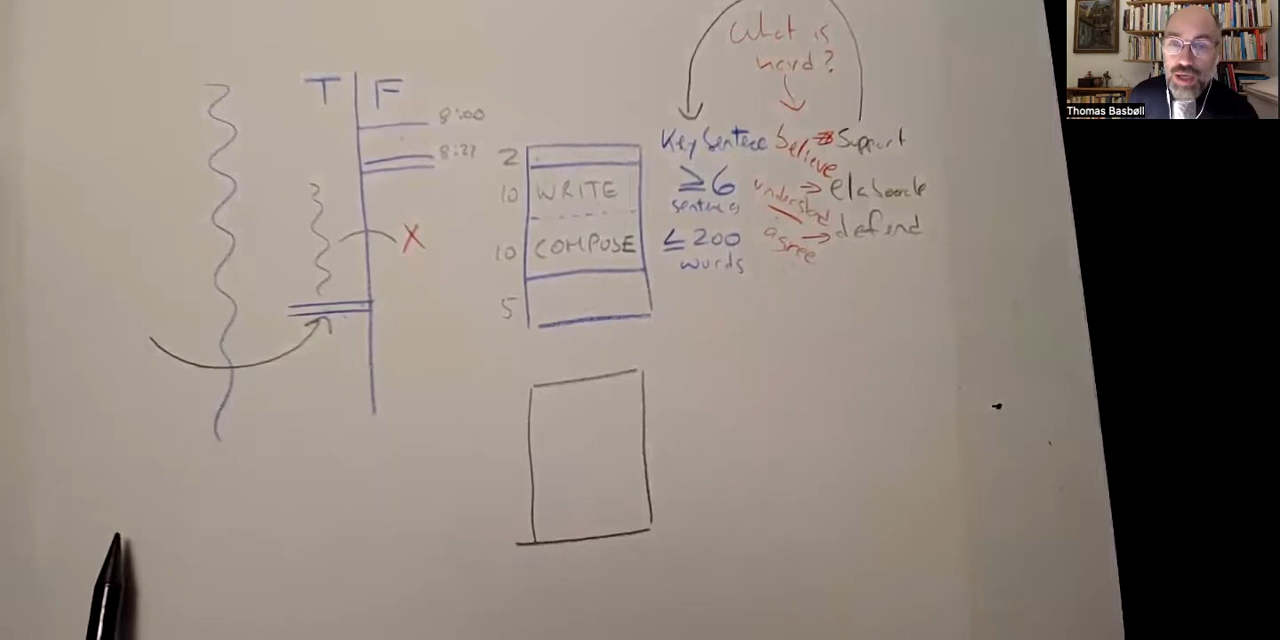 What is
hard?
T F
8:00
8:27
2
10 WRITE
10 COMPOSE
5
Key Sentence
≥6
sentences
≤200
words
believe → Support
understand → elaborate
agree → defend
X
Thomas Basbøll